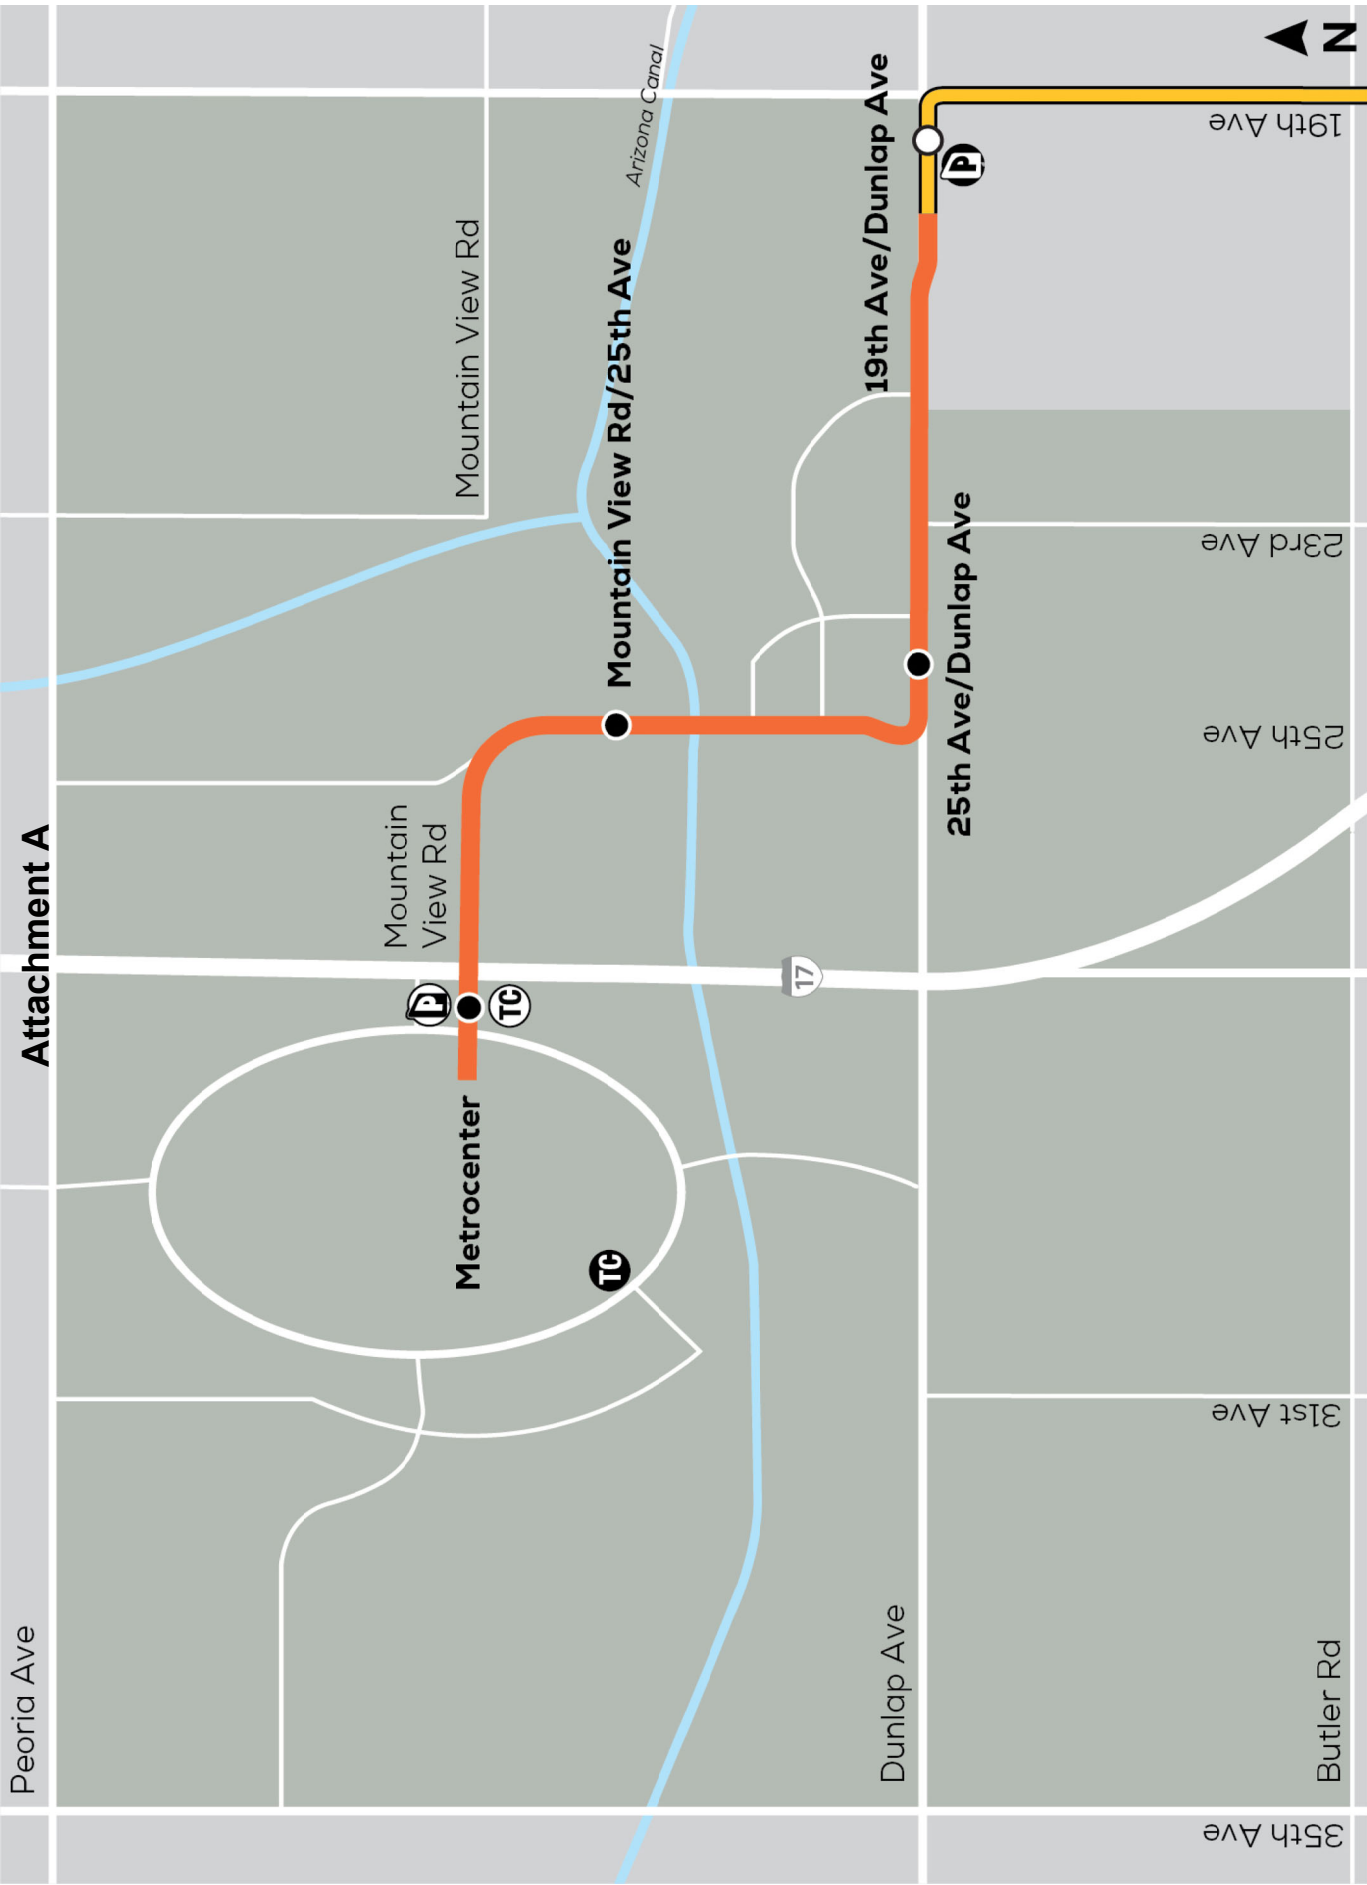 Attachment A
Peoria Ave
Mountain View Rd
Arizona Canal
Mountain
View Rd
P
TC
Metrocenter
TC
Mountain View Rd/25th Ave
17
19th Ave/Dunlap Ave
P
25th Ave/Dunlap Ave
Dunlap Ave
Butler Rd
35th Ave
31st Ave
25th Ave
23rd Ave
19th Ave
N